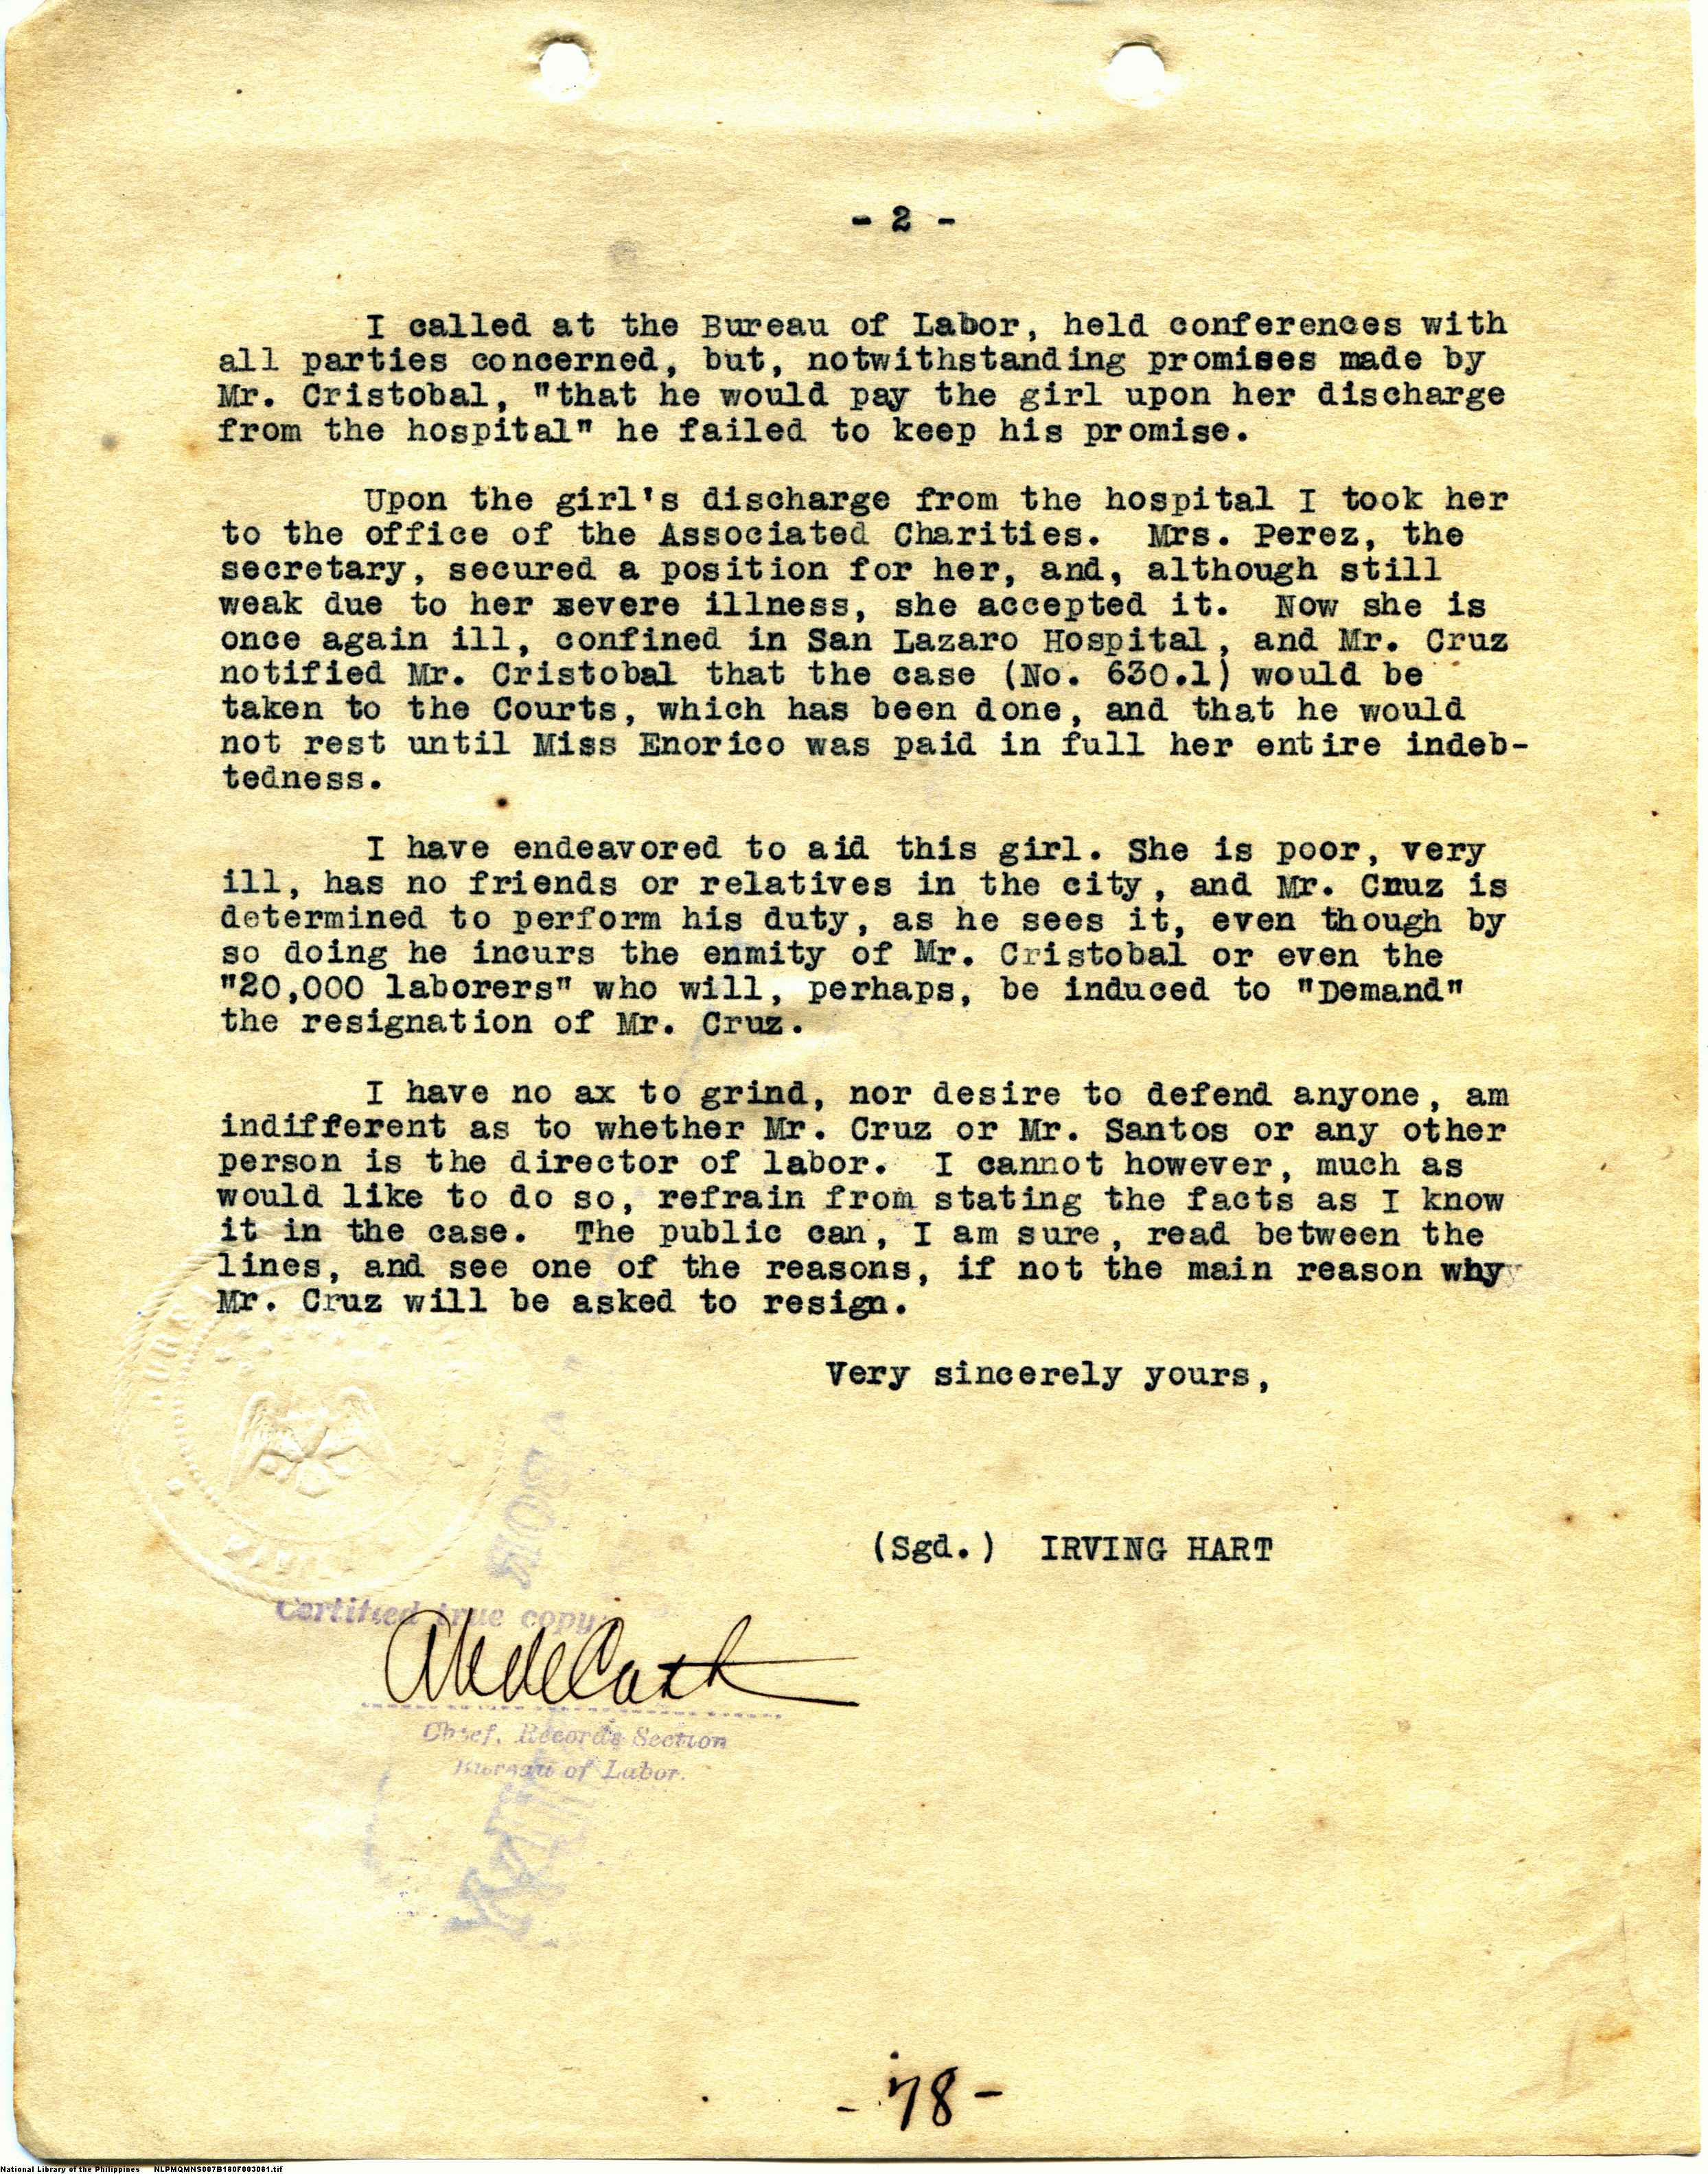 - 2 -
I called at the Bureau of Labor, held conferences with
all parties concerned, but, notwithstanding promises made by
Mr. Cristobal, "that he would pay the girl upon her discharge
from the hospital" he failed to keep his promise.
Upon the girl's discharge from the hospital I took her
to the office of the Associated Charities. Mrs. Perez, the
secretary, secured a position for her, and, although still
weak due to her severe illness, she accepted it. Now she is
once again ill, confined in San Lazaro Hospital, and Mr. Cruz
notified Mr. Cristobal that the case (No. 630.1) would be
taken to the Courts, which has been done, and that he would
not rest until Miss Enorico was paid in full her entire indeb-
tedness.
I have endeavored to aid this girl. She is poor, very
ill, has no friends or relatives in the city, and Mr. Cnuz is
determined to perform his duty, as he sees it, even though by
so doing he incurs the enmity of Mr. Cristobal or even the
"20,000 laborers" who will, perhaps, be induced to "Demand"
the resignation of Mr. Cruz.
I have no ax to grind, nor desire to defend anyone, am
indifferent as to whether Mr. Cruz or Mr. Santos or any other
person is the director of labor. I cannot however, much as
would like to do so, refrain from stating the facts as I know
it in the case. The public can, I am sure, read between the
lines, and see one of the reasons, if not the main reason why
Mr. Cruz will be asked to resign.
Very sincerely yours,
(Sgd.) IRVING HART
Certified true copy
Chief, Records Section
Bureau of Labor.
- 78 -
National Library of the Philippines NLPMQMNS007B180F003081.tif